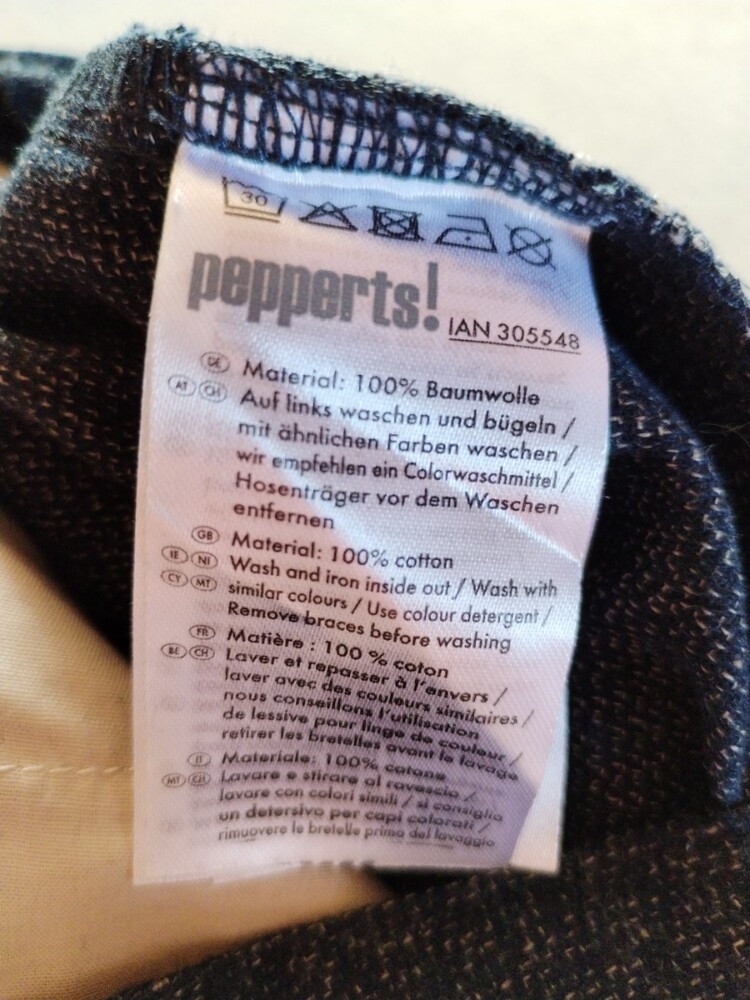 30
pepperts!
IAN 305548
DE Material: 100% Baumwolle
AT CH Auf links waschen und bügeln /
mit ähnlichen Farben waschen /
wir empfehlen ein Colorwaschmittel /
Hosenträger vor dem Waschen
entfernen
GB Material: 100% cotton
IE NI Wash and iron inside out / Wash with
CY MT similar colours / Use colour detergent /
Remove braces before washing
FR Matière : 100 % coton
BE CH Laver et repasser à l'envers /
laver avec des couleurs similaires /
nous conseillons l'utilisation
de lessive pour linge de couleur /
retirer les bretelles avant le lavage
IT Materiale: 100% cotone
MT CH Lavare e stirare al rovescio /
lavare con colori simili / si consiglia
un detersivo per capi colorati /
rimuovere le bretelle prima del lavaggio